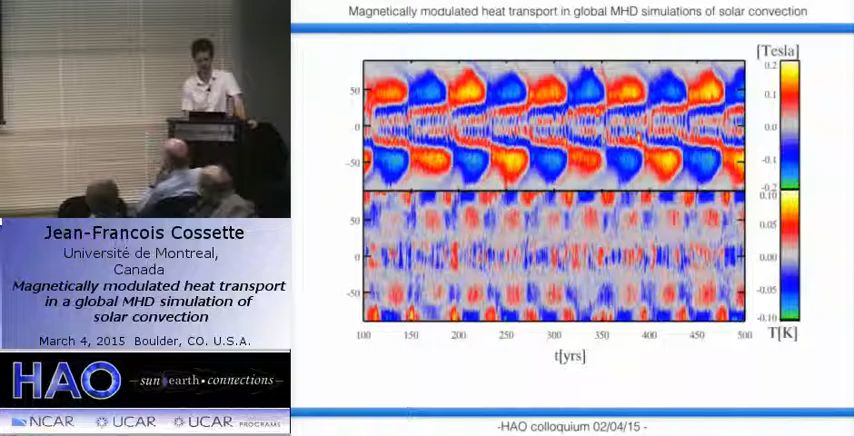 Magnetically modulated heat transport in global MHD simulations of solar convection
[Tesla]
0.2
50
0.1
0
0.0
-50
-0.1
-0.2
0.10
50
0.05
0
0.00
-50
-0.05
-0.10
100 150 200 250 300 350 400 450 500
T[K]
t[yrs]
-HAO colloquium 02/04/15 -
Jean-Francois Cossette
Université de Montreal,
Canada
Magnetically modulated heat transport
in a global MHD simulation of
solar convection
March 4, 2015 Boulder, CO. U.S.A.
HAO
-sun earth•connections-
NCAR UCAR UCAR PROGRAMS